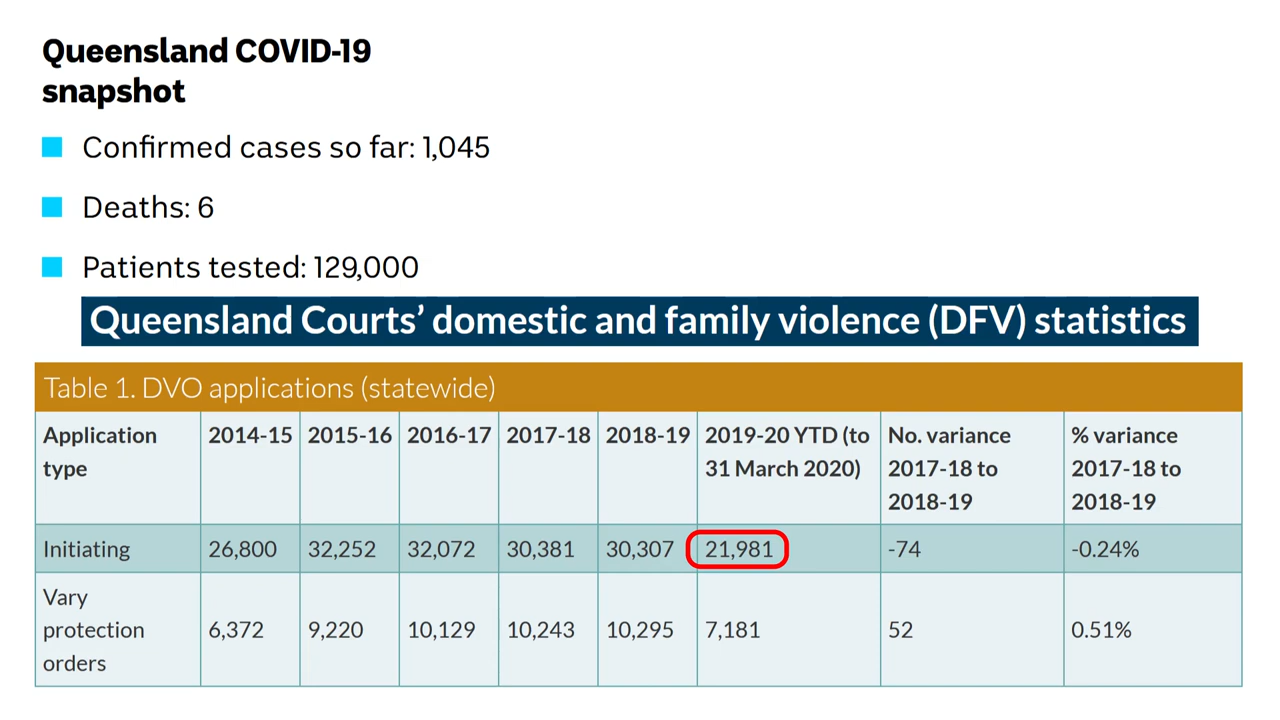 Queensland COVID-19
snapshot
Confirmed cases so far: 1,045
Deaths: 6
Patients tested: 129,000
Queensland Courts’ domestic and family violence (DFV) statistics
Table 1. DVO applications (statewide)
Application type 2014-15 2015-16 2016-17 2017-18 2018-19 2019-20 YTD (to 31 March 2020) No. variance 2017-18 to 2018-19 % variance 2017-18 to 2018-19
Initiating 26,800 32,252 32,072 30,381 30,307 21,981 -74 -0.24%
Vary protection orders 6,372 9,220 10,129 10,243 10,295 7,181 52 0.51%